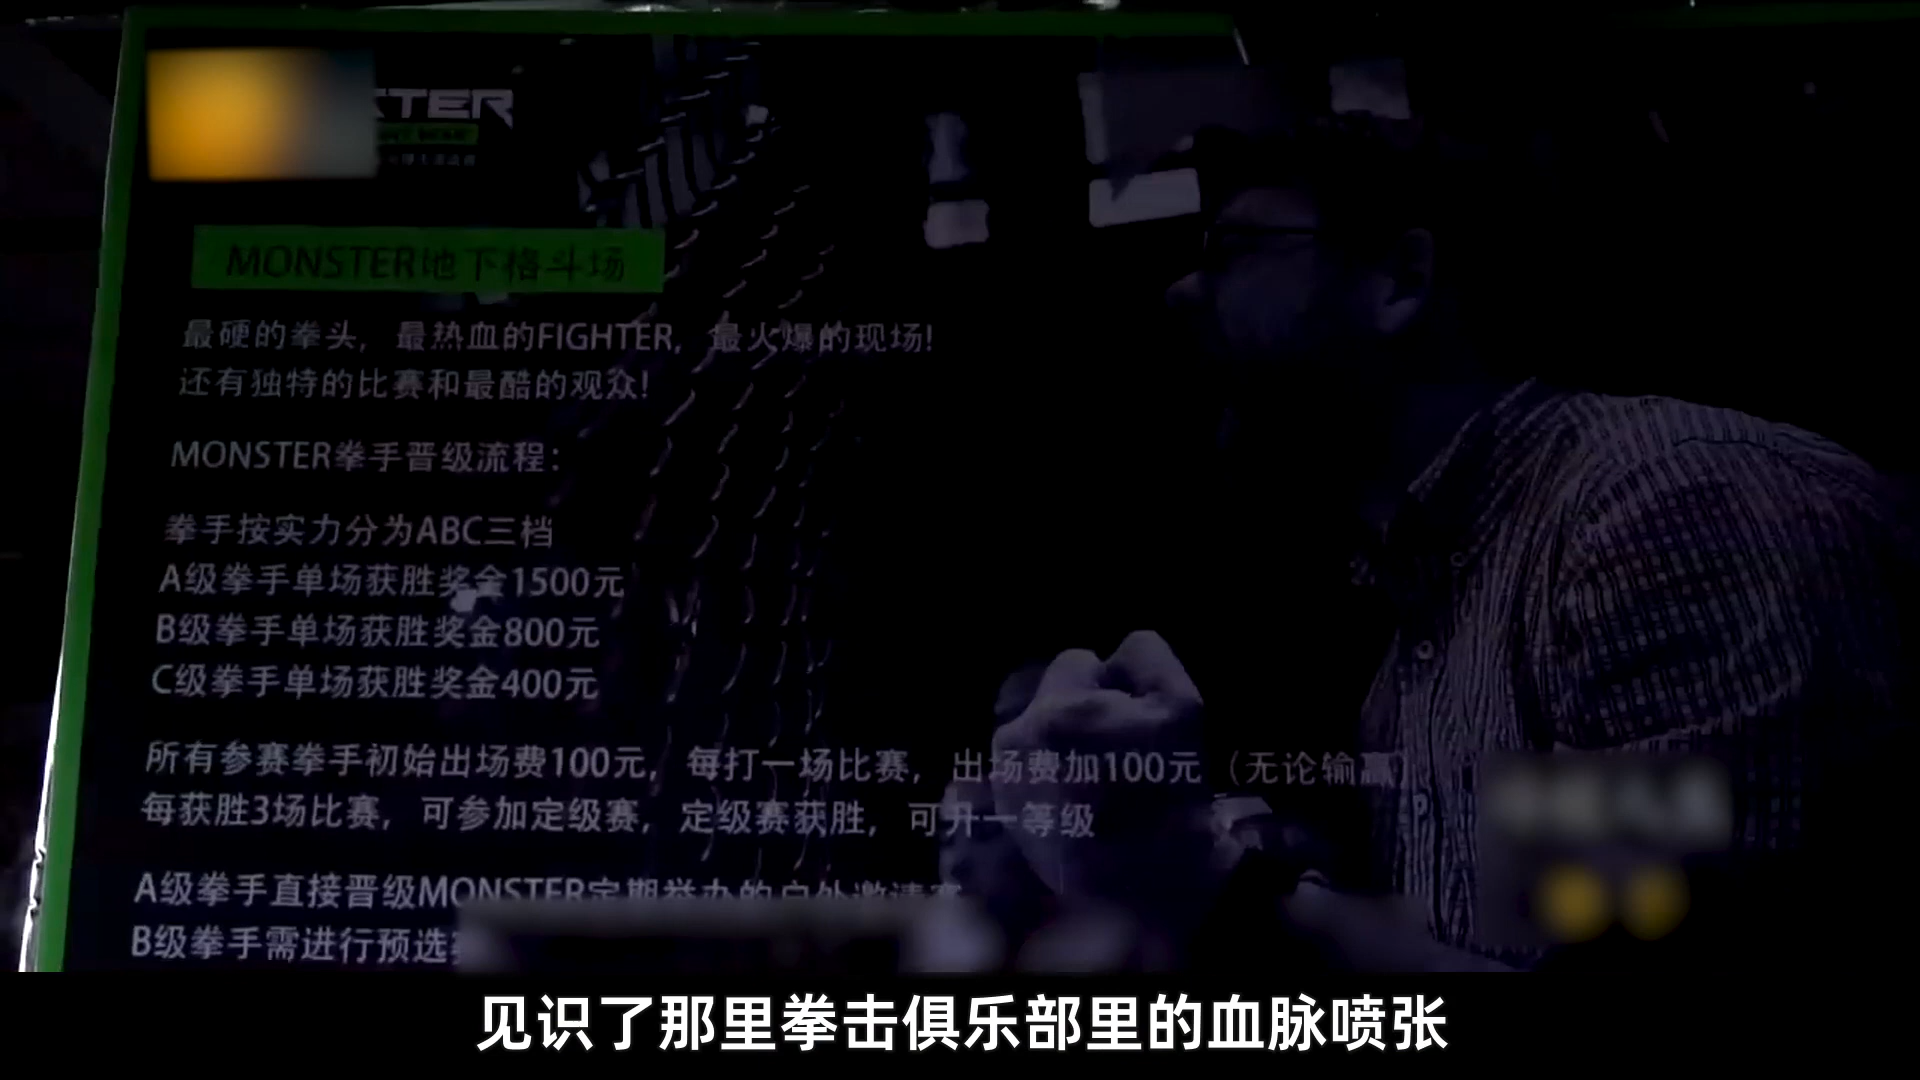 MONSTER地下格斗场
最硬的拳头，最热血的FIGHTER，最火爆的现场!
还有独特的比赛和最酷的观众!
MONSTER拳手晋级流程：
拳手按实力分为ABC三档
A级拳手单场获胜奖金1500元
B级拳手单场获胜奖金800元
C级拳手单场获胜奖金400元
所有参赛拳手初始出场费100元，每打一场比赛，出场费加100元（无论输赢）
每获胜3场比赛，可参加定级赛，定级赛获胜，可升一等级
A级拳手直接晋级MONSTER定期举办的户外邀请赛
B级拳手需进行预选
见识了那里拳击俱乐部里的血脉喷张